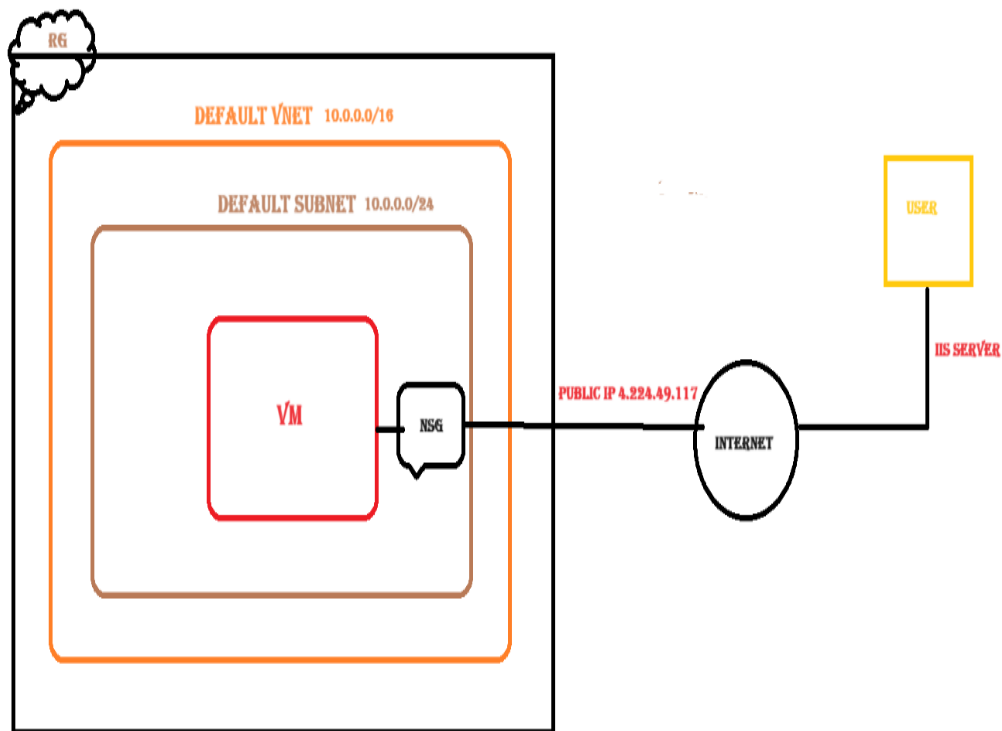 RG
DEFAULT VNET 10.0.0.0/16
DEFAULT SUBNET 10.0.0.0/24
USER
IIS SERVER
PUBLIC IP 4.224.49.117
VM
NSG
INTERNET